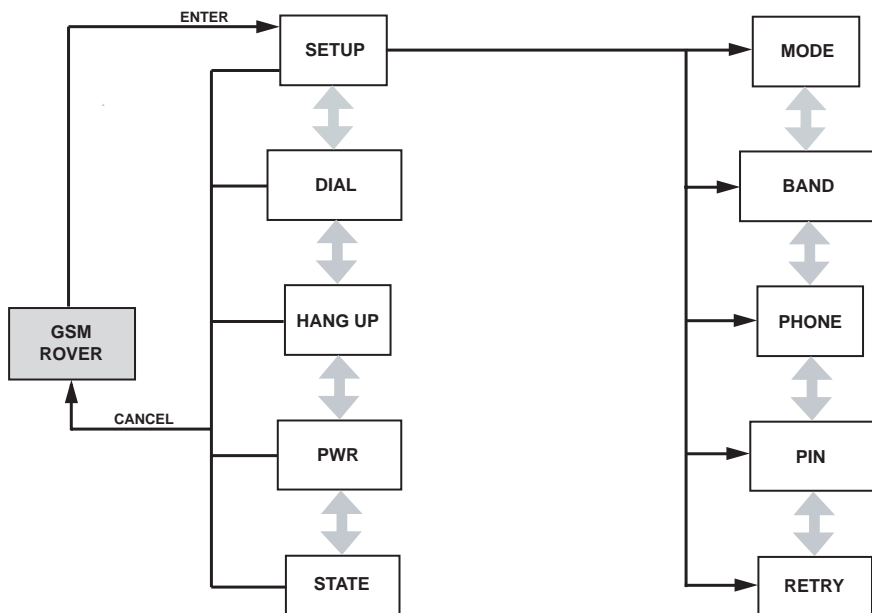 ENTER
SETUP
MODE
DIAL
BAND
GSM
ROVER
HANG UP
PHONE
CANCEL
PWR
PIN
STATE
RETRY